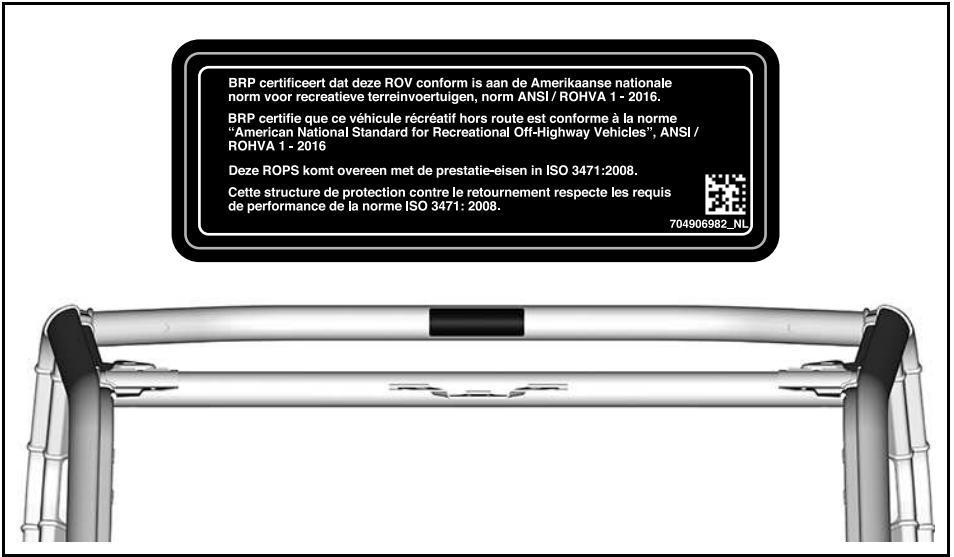 BRP certificeert dat deze ROV conform is aan de Amerikaanse nationale
norm voor recreatieve terreinvoertuigen, norm ANSI / ROHVA 1 - 2016.
BRP certifie que ce véhicule récréatif hors route est conforme à la norme
“American National Standard for Recreational Off-Highway Vehicles”, ANSI /
ROHVA 1 - 2016
Deze ROPS komt overeen met de prestatie-eisen in ISO 3471:2008.
Cette structure de protection contre le retournement respecte les requis
de performance de la norme ISO 3471: 2008.
704906982_NL